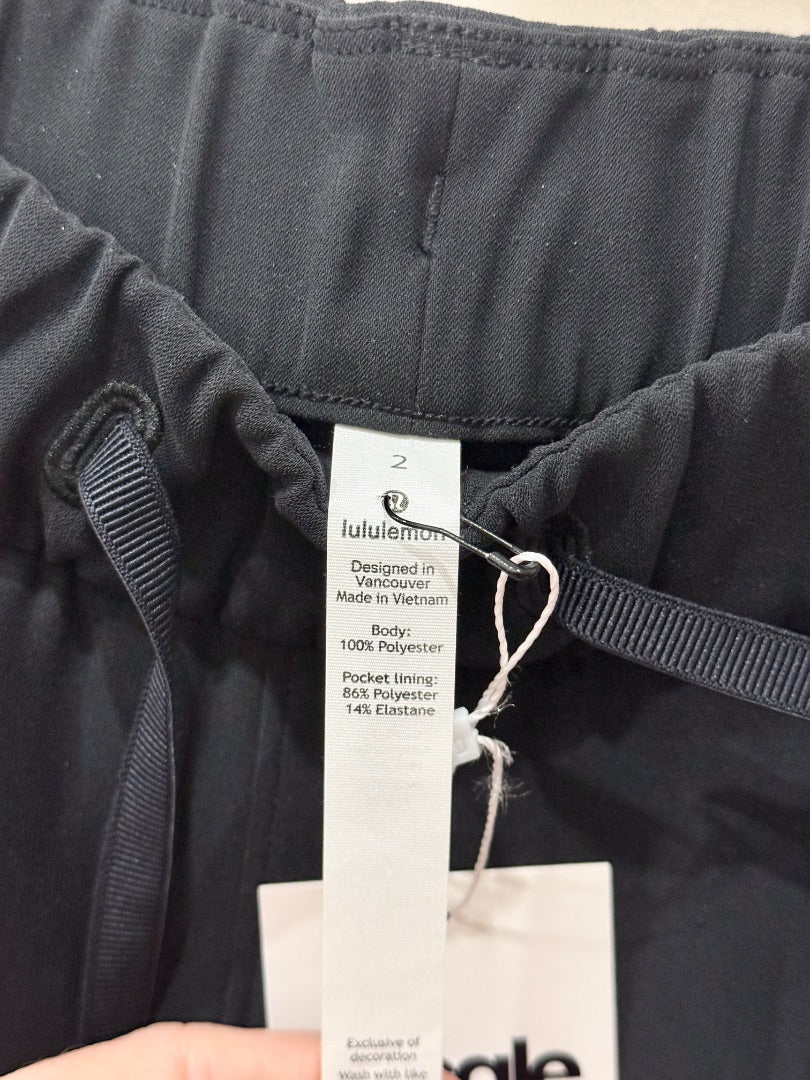 2
lululemon
Designed in
Vancouver
Made in Vietnam
Body:
100% Polyester
Pocket lining:
86% Polyester
14% Elastane
Exclusive of
decoration
Wash with like